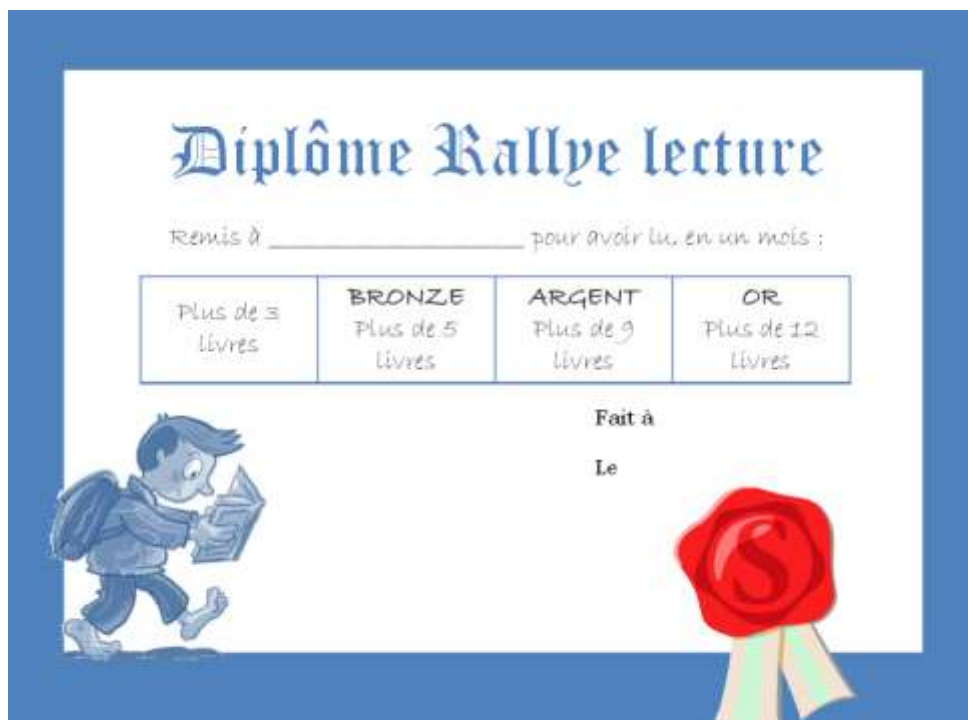 Diplôme Rallye lecture
Remis à ______________________ pour avoir lu, en un mois :
Plus de 3
livres
BRONZE
Plus de 5
livres
ARGENT
Plus de 9
livres
OR
Plus de 12
livres
Fait à
Le
S